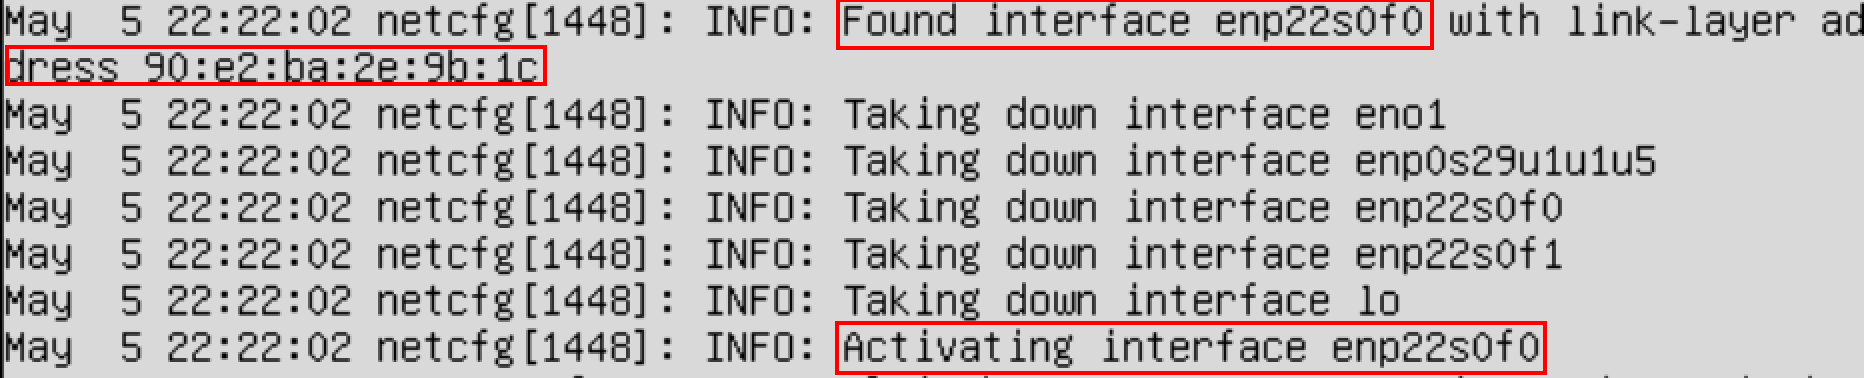 May  5 22:22:02 netcfg[1448]: INFO: Found interface enp22s0f0 with link-layer ad
dress 90:e2:ba:2e:9b:1c
May  5 22:22:02 netcfg[1448]: INFO: Taking down interface eno1
May  5 22:22:02 netcfg[1448]: INFO: Taking down interface enp0s29u1u1u5
May  5 22:22:02 netcfg[1448]: INFO: Taking down interface enp22s0f0
May  5 22:22:02 netcfg[1448]: INFO: Taking down interface enp22s0f1
May  5 22:22:02 netcfg[1448]: INFO: Taking down interface lo
May  5 22:22:02 netcfg[1448]: INFO: Activating interface enp22s0f0